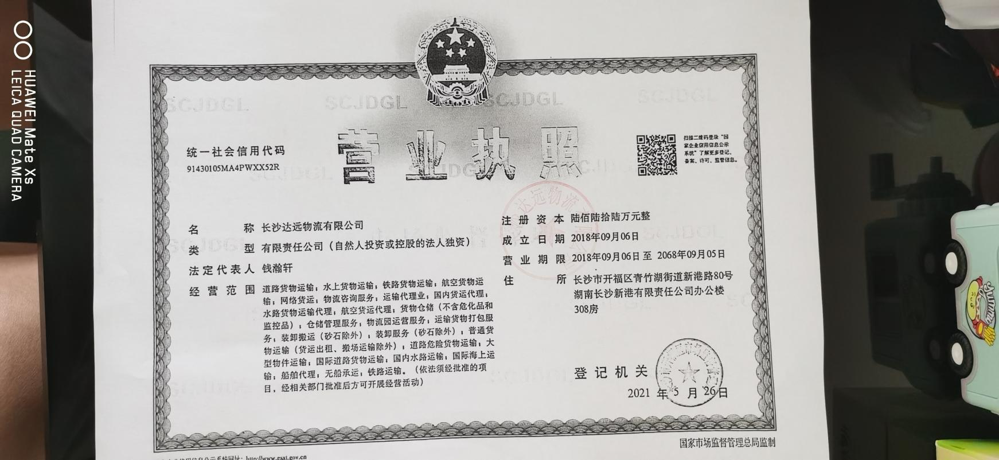 HUAWEI Mate Xs
LEICA QUAD CAMERA
SCJDGL SCJDGL SCJDGL SCJDGL
营业执照
统一社会信用代码
91430105MA4PWXX52R
扫描二维码登录“国
家企业信用信息公示
系统”了解更多登记、
备案、许可、监管信息。
名称 长沙达远物流有限公司
类型 有限责任公司（自然人投资或控股的法人独资）
法定代表人 钱瀚轩
经营范围 道路货物运输；水上货物运输；铁路货物运输；航空货物运
输；网络货运；物流咨询服务；运输代理业；国内货运代理；
水路货物运输代理；航空货运代理；货物仓储（不含危化品和
监控品）；仓储管理服务；物流园运营服务；运输货物打包服
务；装卸搬运（砂石除外）；装卸服务（砂石除外）；普通货
物运输（货运出租、搬场运输除外）；道路危险货物运输；大
型物件运输；国际道路货物运输；国内水路运输；国际海上运
输；船舶代理；无船承运；铁路运输。（依法须经批准的项
目，经相关部门批准后方可开展经营活动）
注册资本 陆佰陆拾陆万元整
成立日期 2018年09月06日
营业期限 2018年09月06日 至 2068年09月05日
住所 长沙市开福区青竹湖街道新港路80号
湖南长沙新港有限责任公司办公楼
308房
达远物流
登记机关
2021 年 5 月 26日
国家市场监督管理总局监制
信用信息公示系统网址：http://www.gsxt.gov.cn
Yummy